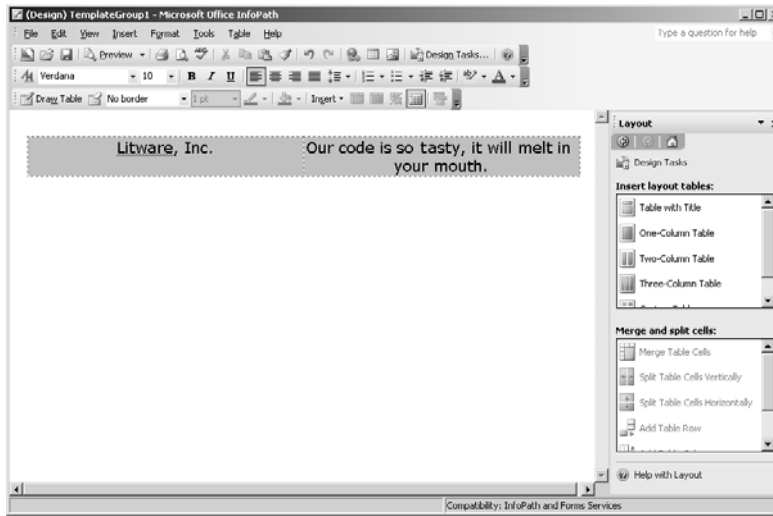 (Design) TemplateGroup1 - Microsoft Office InfoPath
File Edit View Insert Format Tools Table Help
Type a question for help
Preview
Design Tasks...
Verdana 10 B I U A
Draw Table No border 1 pt Insert
Litware, Inc.
Our code is so tasty, it will melt in
your mouth.
Layout
Design Tasks
Insert layout tables:
Table with Title
One-Column Table
Two-Column Table
Three-Column Table
Merge and split cells:
Merge Table Cells
Split Table Cells Vertically
Split Table Cells Horizontally
Add Table Row
Help with Layout
Compatibility: InfoPath and Forms Services